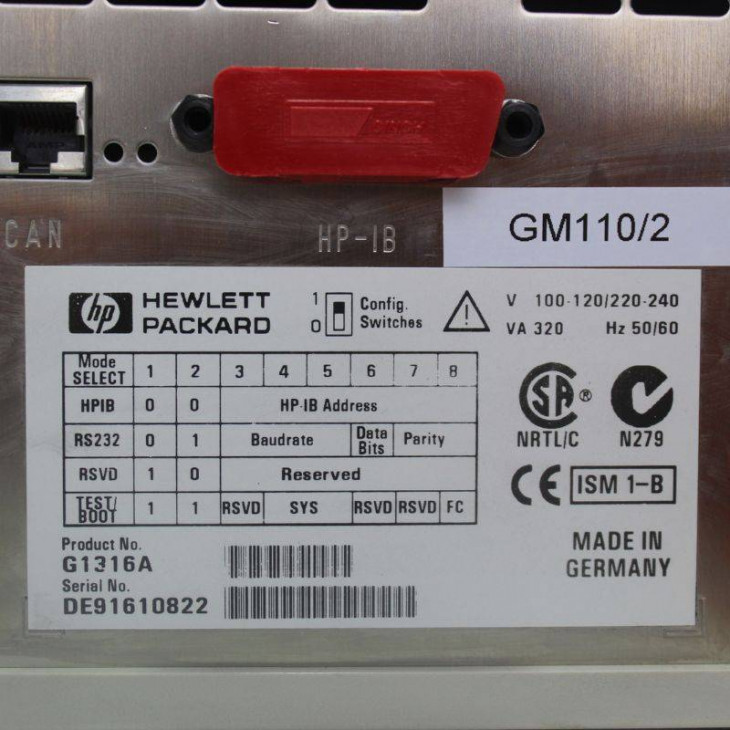 CAN
HP-IB
GM110/2
hp HEWLETT PACKARD
1
0
Config. Switches
V 100-120/220-240
VA 320 Hz 50/60
Mode SELECT 1 2 3 4 5 6 7 8
HPIB 0 0 HP-IB Address
RS232 0 1 Baudrate Data Bits Parity
RSVD 1 0 Reserved
TEST/BOOT 1 1 RSVD SYS RSVD RSVD FC
SA ®
NRTL/C
N279
CE ISM 1-B
Product No.
G1316A
Serial No.
DE91610822
MADE IN
GERMANY